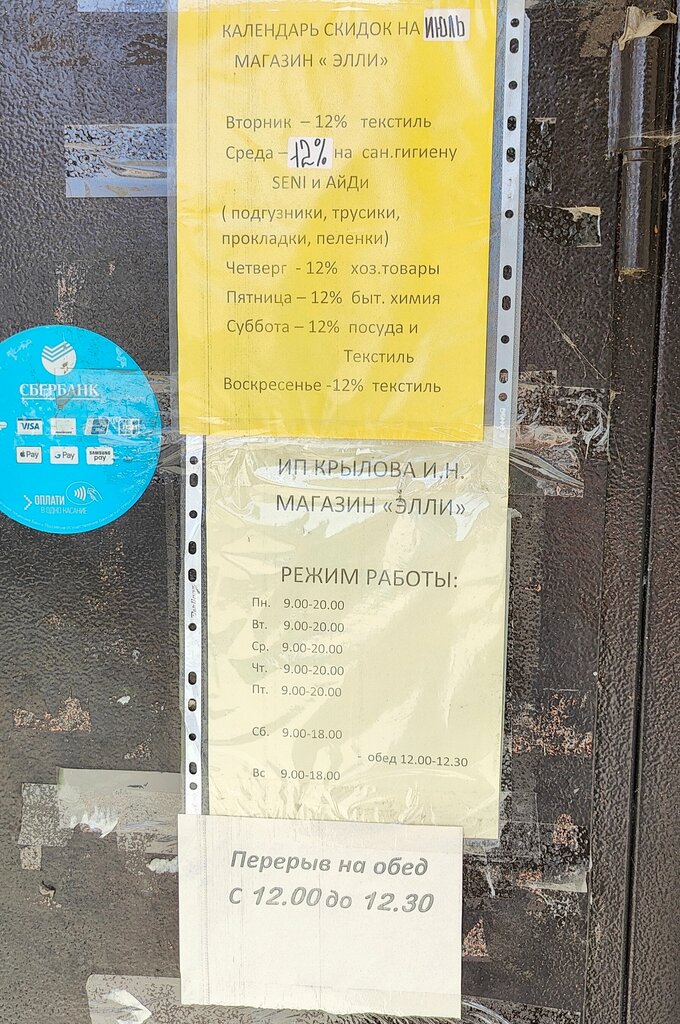 КАЛЕНДАРЬ СКИДОК НА ИЮЛЬ
МАГАЗИН « ЭЛЛИ»
Вторник – 12% текстиль
Среда – 12% на сан.гигиену
SENI и АйДи
( подгузники, трусики,
прокладки, пеленки)
Четверг - 12% хоз.товары
Пятница – 12% быт. химия
Суббота – 12% посуда и
Текстиль
Воскресенье -12% текстиль
СБЕРБАНК
VISA
Pay Pay SAMSUNG pay
ОПЛАТИ
В ОДНО КАСАНИЕ
ИП КРЫЛОВА И.Н.
МАГАЗИН «ЭЛЛИ»
РЕЖИМ РАБОТЫ:
Пн. 9.00-20.00
Вт. 9.00-20.00
Ср. 9.00-20.00
Чт. 9.00-20.00
Пт. 9.00-20.00
Сб. 9.00-18.00
- обед 12.00-12.30
Вс 9.00-18.00
Перерыв на обед
С 12.00 до 12.30